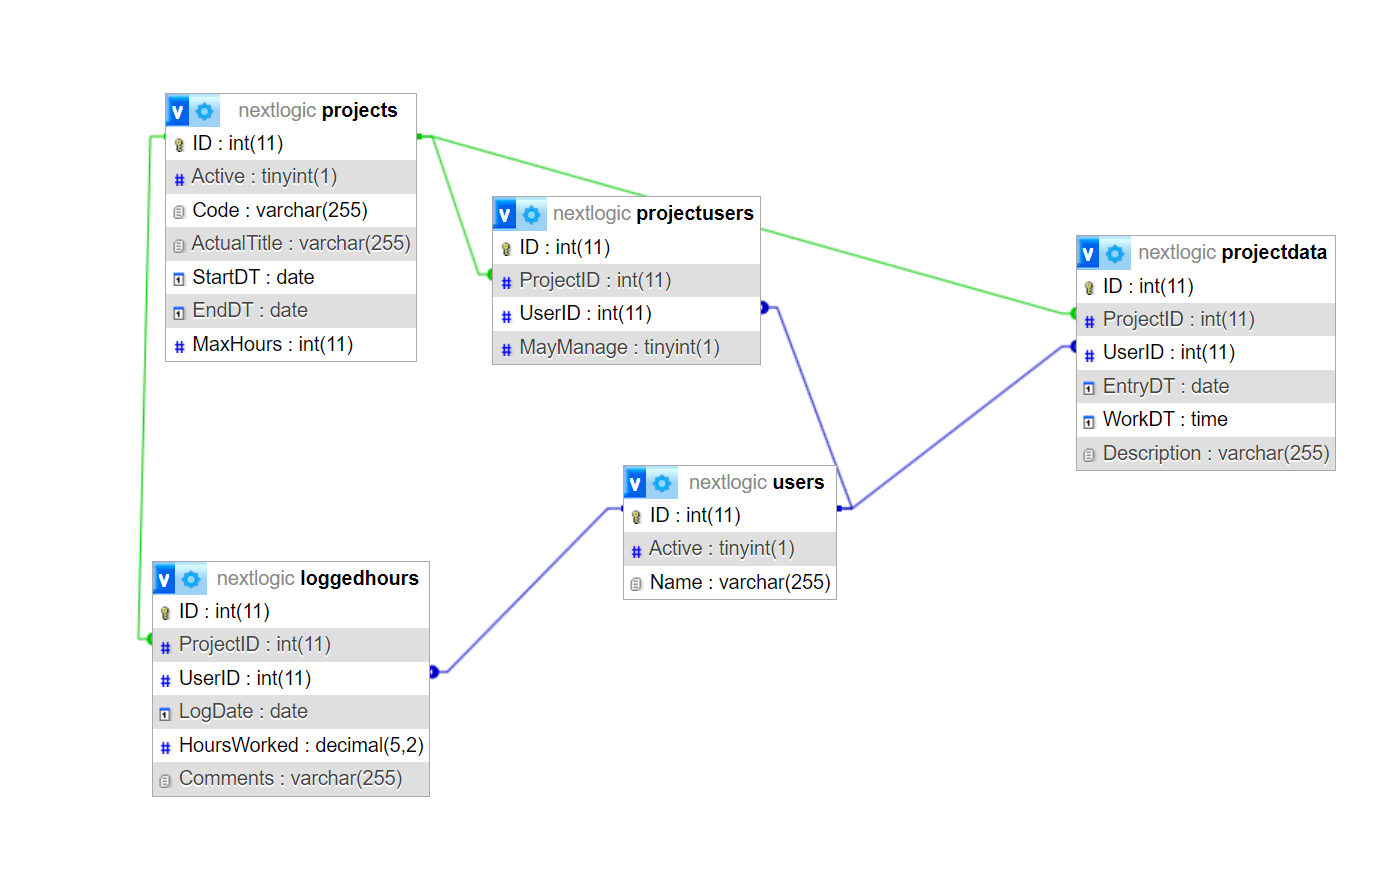 v nextlogic projects
ID : int(11)
# Active : tinyint(1)
Code : varchar(255)
ActualTitle : varchar(255)
StartDT : date
EndDT : date
# MaxHours : int(11)
v nextlogic projectusers
ID : int(11)
# ProjectID : int(11)
# UserID : int(11)
# MayManage : tinyint(1)
v nextlogic projectdata
ID : int(11)
# ProjectID : int(11)
# UserID : int(11)
EntryDT : date
WorkDT : time
Description : varchar(255)
v nextlogic users
ID : int(11)
# Active : tinyint(1)
Name : varchar(255)
v nextlogic loggedhours
ID : int(11)
# ProjectID : int(11)
# UserID : int(11)
LogDate : date
# HoursWorked : decimal(5,2)
Comments : varchar(255)